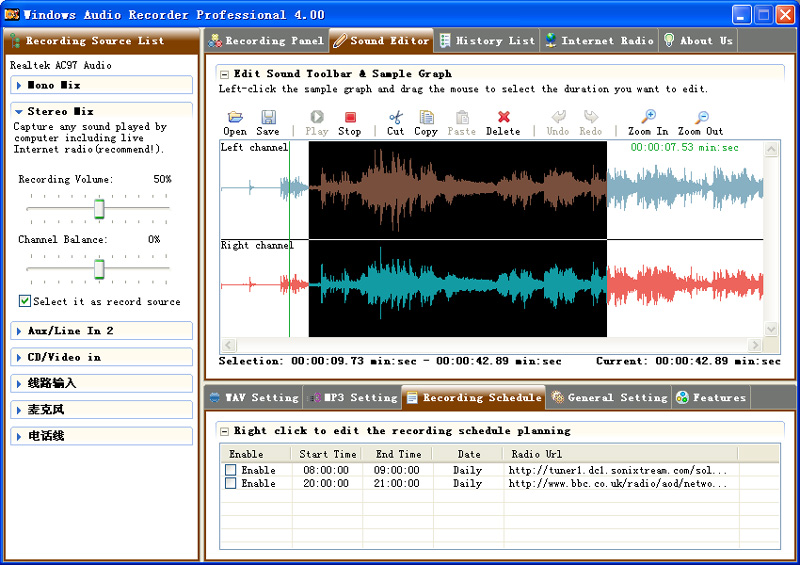 Windows Audio Recorder Professional 4.00
Recording Source List
Realtek AC97 Audio
Mono Mix
Stereo Mix
Capture any sound played by
computer including live
Internet radio(recommend!).
Recording Volume: 50%
Channel Balance: 0%
Select it as record source
Aux/Line In 2
CD/Video in
线路输入
麦克风
电话线
Recording Panel Sound Editor History List Internet Radio About Us
Edit Sound Toolbar & Sample Graph
Left-click the sample graph and drag the mouse to select the duration you want to edit.
Open Save Play Stop Cut Copy Paste Delete Undo Redo Zoom In Zoom Out
Left channel 00:00:07.53 min:sec
Right channel
Selection: 00:00:09.73 min:sec - 00:00:42.89 min:sec Current: 00:00:42.89 min:sec
WAV Setting MP3 Setting Recording Schedule General Setting Features
Right click to edit the recording schedule planning
Enable Start Time End Time Date Radio Url
Enable 08:00:00 09:00:00 Daily http://tuner1.dc1.sonixtream.com/sol...
Enable 20:00:00 21:00:00 Daily http://www.bbc.co.uk/radio/aod/netwo...